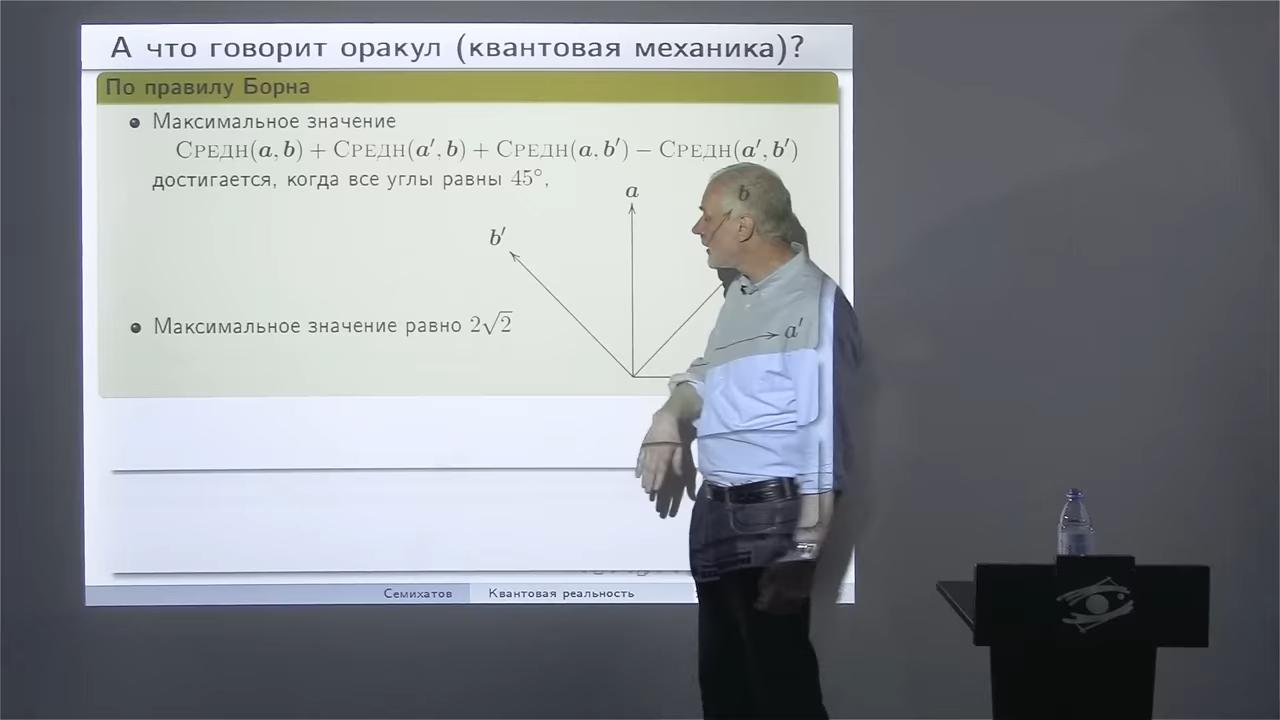 А что говорит оракул (квантовая механика)?
По правилу Борна
Максимальное значение
Средн(a, b) + Средн(a′, b) + Средн(a, b′) − Средн(a′, b′)
достигается, когда все углы равны 45°,
a
b
b′
a′
Максимальное значение равно 2√2
Семихатов
Квантовая реальность